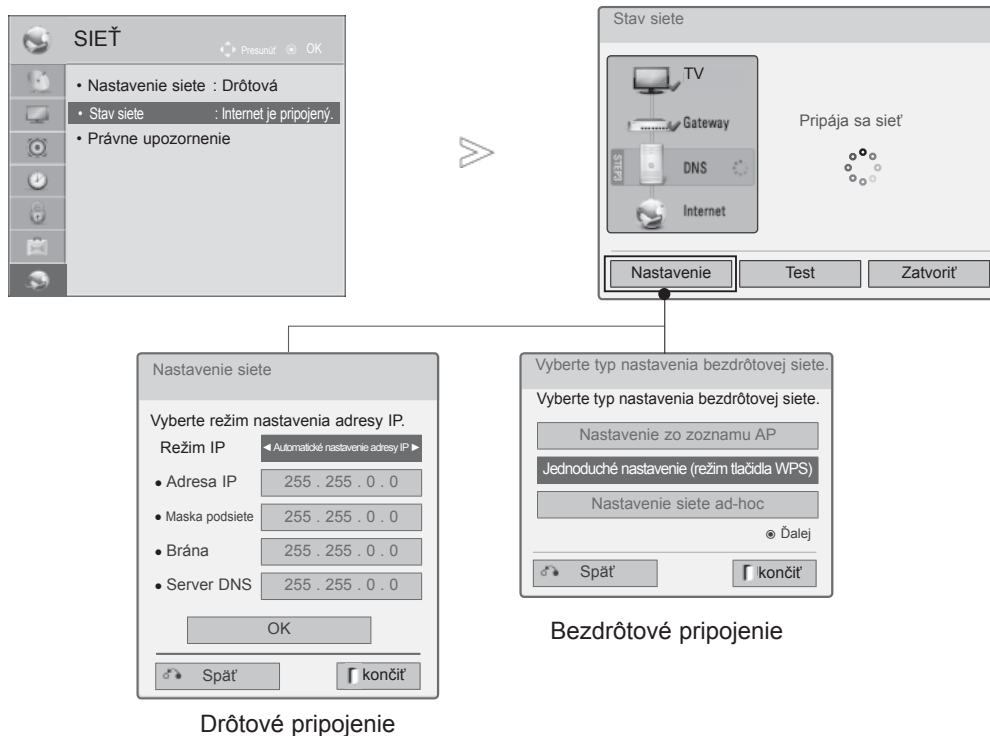 SIEŤ
Presunúť OK
• Nastavenie siete : Drôtová
• Stav siete : Internet je pripojený.
• Právne upozornenie
Stav siete
TV
Gateway
STEP3
DNS
Internet
Pripája sa sieť
Nastavenie Test Zatvoriť
Nastavenie siete
Vyberte režim nastavenia adresy IP.
Režim IP ◄ Automatické nastavenie adresy IP ►
• Adresa IP 255 . 255 . 0 . 0
• Maska podsiete 255 . 255 . 0 . 0
• Brána 255 . 255 . 0 . 0
• Server DNS 255 . 255 . 0 . 0
OK
Späť končiť
Drôtové pripojenie
Vyberte typ nastavenia bezdrôtovej siete.
Vyberte typ nastavenia bezdrôtovej siete.
Nastavenie zo zoznamu AP
Jednoduché nastavenie (režim tlačidla WPS)
Nastavenie siete ad-hoc
◉ Ďalej
Späť končiť
Bezdrôtové pripojenie